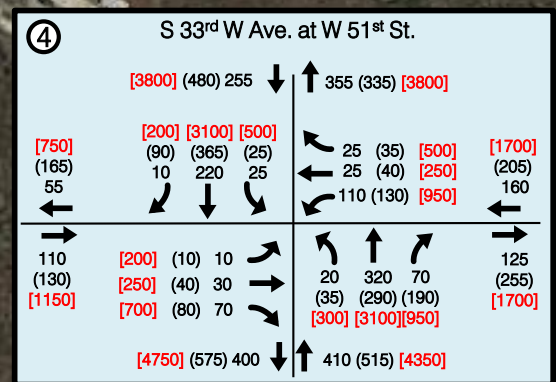 4
S 33rd W Ave. at W 51st St.
[3800] (480) 255
355 (335) [3800]
[750]
(165)
55
[200] [3100] [500]
(90) (365) (25)
10 220 25
25 (35) [500]
25 (40) [250]
110 (130) [950]
[1700]
(205)
160
110
(130)
[1150]
[200] (10) 10
[250] (40) 30
[700] (80) 70
20 320 70
(35) (290) (190)
[300] [3100] [950]
125
(255)
[1700]
[4750] (575) 400
410 (515) [4350]